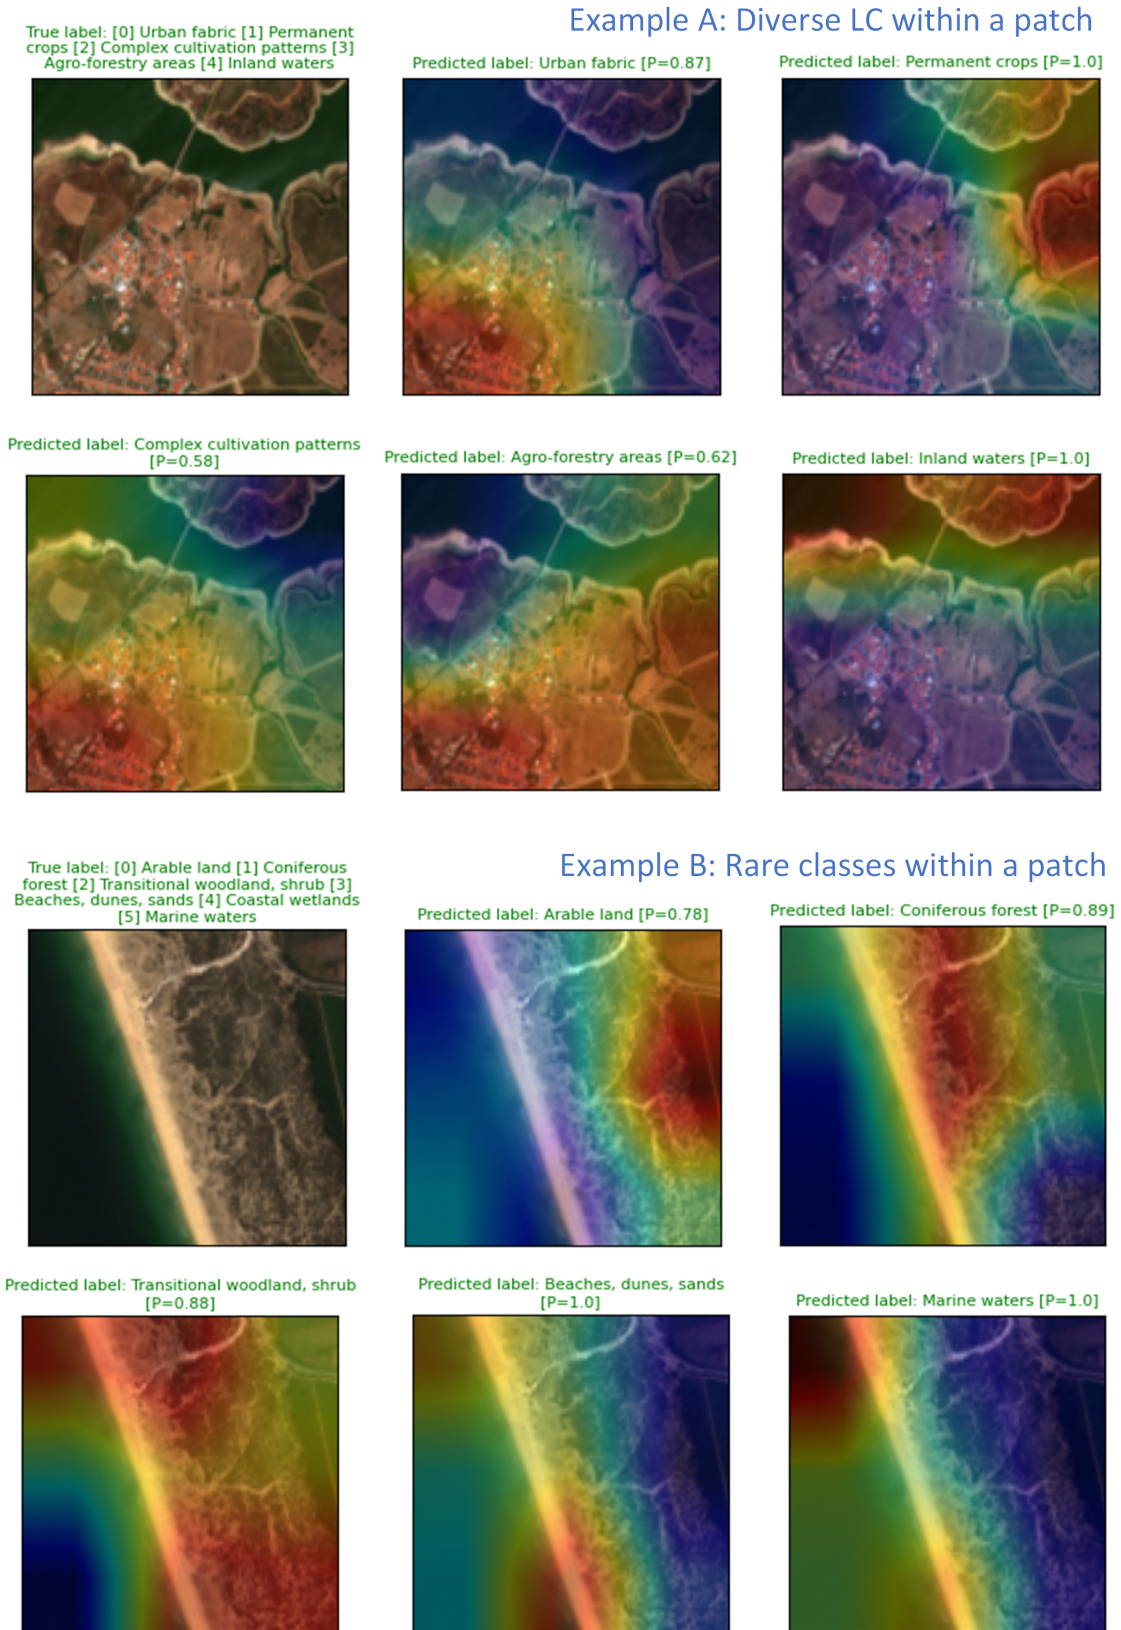 Example A: Diverse LC within a patch
True label: [0] Urban fabric [1] Permanent
crops [2] Complex cultivation patterns [3]
Agro-forestry areas [4] Inland waters
Predicted label: Urban fabric [P=0.87]
Predicted label: Permanent crops [P=1.0]
Predicted label: Complex cultivation patterns
[P=0.58]
Predicted label: Agro-forestry areas [P=0.62]
Predicted label: Inland waters [P=1.0]
Example B: Rare classes within a patch
True label: [0] Arable land [1] Coniferous
forest [2] Transitional woodland, shrub [3]
Beaches, dunes, sands [4] Coastal wetlands
[5] Marine waters
Predicted label: Arable land [P=0.78]
Predicted label: Coniferous forest [P=0.89]
Predicted label: Transitional woodland, shrub
[P=0.88]
Predicted label: Beaches, dunes, sands
[P=1.0]
Predicted label: Marine waters [P=1.0]